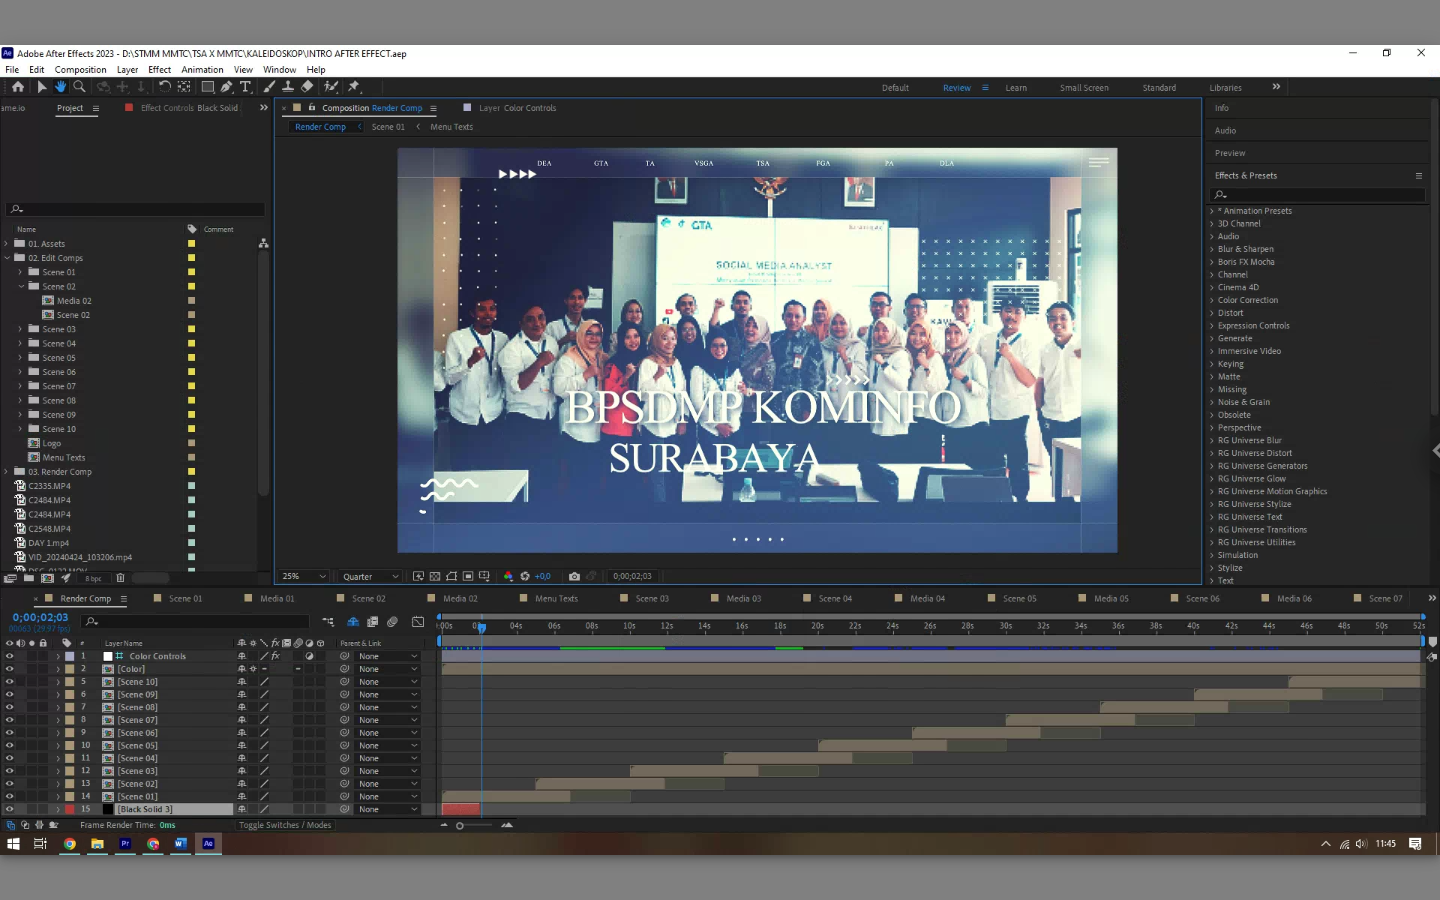 Adobe After Effects 2023 - D:\STMM MMTC\TSA X MMTC\KALEIDOSKOP\INTRO AFTER EFFECT.aep
File Edit Composition Layer Effect Animation View Window Help
Default Review Learn Small Screen Standard Libraries
ame.io Project Effect Controls Black Solid
Composition Render Comp Layer Color Controls
Render Comp Scene 01 Menu Texts
Info
Audio
Preview
Effects & Presets
Name Comment
01. Assets
02. Edit Comps
Scene 01
Scene 02
Media 02
Scene 02
Scene 03
Scene 04
Scene 05
Scene 06
Scene 07
Scene 08
Scene 09
Scene 10
Logo
Menu Texts
03. Render Comp
C2335.MP4
C2484.MP4
C2484.MP4
C2548.MP4
DAY 1.mp4
VID_20240424_103206.mp4
8 bpc
DEA GTA TA VSGA TSA FGA PA DLA
GTA
SOCIAL MEDIA ANALYST
BPSDMP KOMINFO
SURABAYA
25% Quarter +0,0 0;00;02;03
* Animation Presets
3D Channel
Audio
Blur & Sharpen
Boris FX Mocha
Channel
Cinema 4D
Color Correction
Distort
Expression Controls
Generate
Immersive Video
Keying
Matte
Missing
Noise & Grain
Obsolete
Perspective
RG Universe Blur
RG Universe Distort
RG Universe Generators
RG Universe Glow
RG Universe Motion Graphics
RG Universe Stylize
RG Universe Text
RG Universe Transitions
RG Universe Utilities
Simulation
Stylize
Text
Render Comp Scene 01 Media 01 Scene 02 Media 02 Menu Texts Scene 03 Media 03 Scene 04 Media 04 Scene 05 Media 05 Scene 06 Media 06 Scene 07
0;00;02;03
00063 (29.97 fps)
:00s 04s 06s 08s 10s 12s 14s 16s 18s 20s 22s 24s 26s 28s 30s 32s 34s 36s 38s 40s 42s 44s 46s 48s 50s 52s
# Layer Name Parent & Link
1 Color Controls None
2 [Color] None
5 [Scene 10] None
6 [Scene 09] None
7 [Scene 08] None
8 [Scene 07] None
9 [Scene 06] None
10 [Scene 05] None
11 [Scene 04] None
12 [Scene 03] None
13 [Scene 02] None
14 [Scene 01] None
15 [Black Solid 3] None
Frame Render Time: 0ms Toggle Switches / Modes
11:45